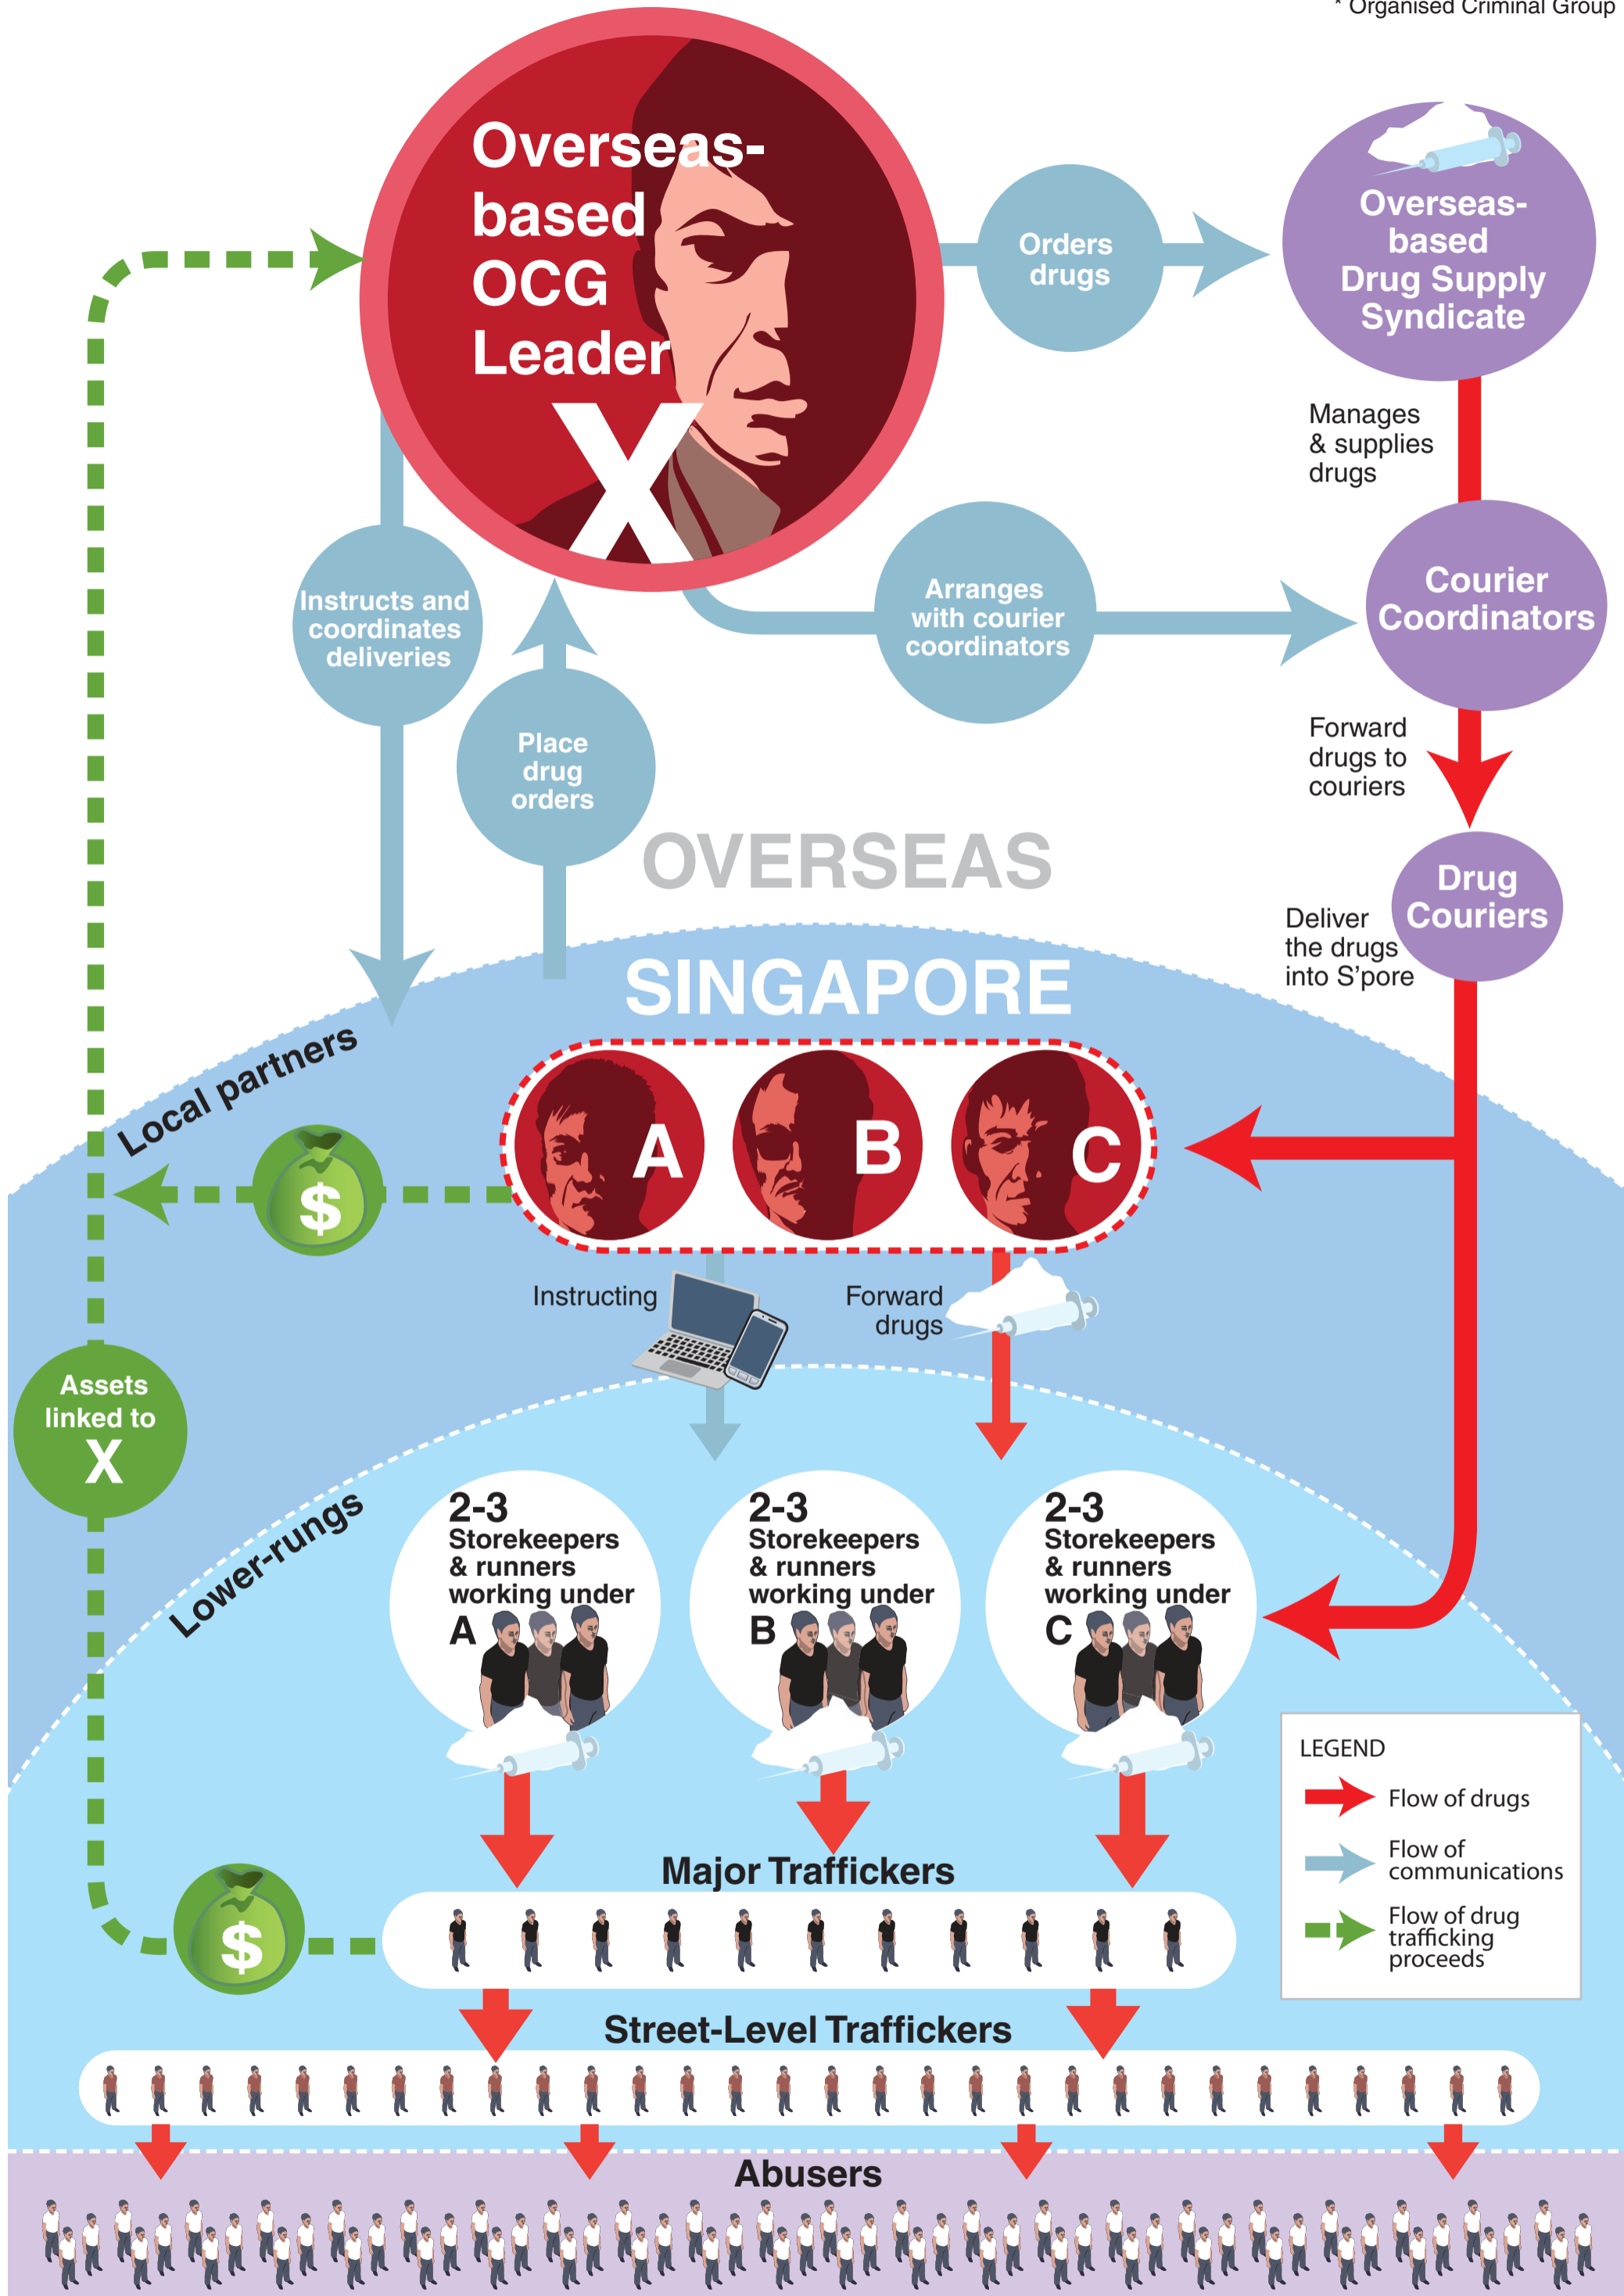 * Organised Criminal Group
Overseas-
based
OCG
Leader
X
Orders
drugs
Overseas-
based
Drug Supply
Syndicate
Manages
& supplies
drugs
Instructs and
coordinates
deliveries
Arranges
with courier
coordinators
Courier
Coordinators
Place
drug
orders
Forward
drugs to
couriers
OVERSEAS
Drug
Couriers
Deliver
the drugs
into S'pore
SINGAPORE
Local partners
A
B
C
$
Instructing
Forward
drugs
Assets
linked to
X
Lower-rungs
2-3
Storekeepers
& runners
working under
A
2-3
Storekeepers
& runners
working under
B
2-3
Storekeepers
& runners
working under
C
LEGEND
Flow of drugs
Flow of
communications
Flow of drug
trafficking
proceeds
Major Traffickers
$
Street-Level Traffickers
Abusers